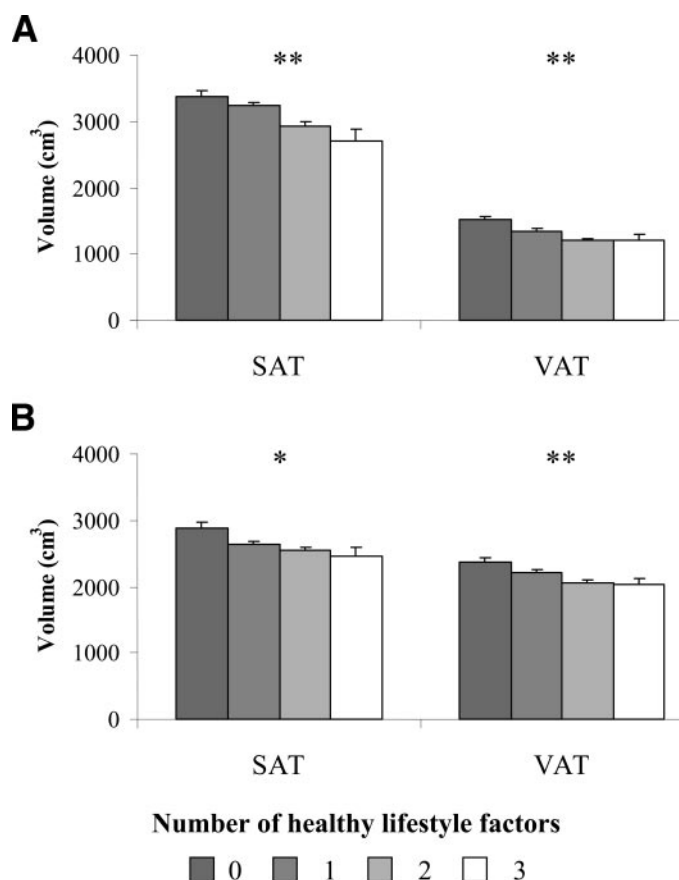 A
4000
3000
2000
1000
0
Volume (cm³)
**
**
SAT
VAT
B
4000
3000
2000
1000
0
Volume (cm³)
*
**
SAT
VAT
Number of healthy lifestyle factors
0 1 2 3